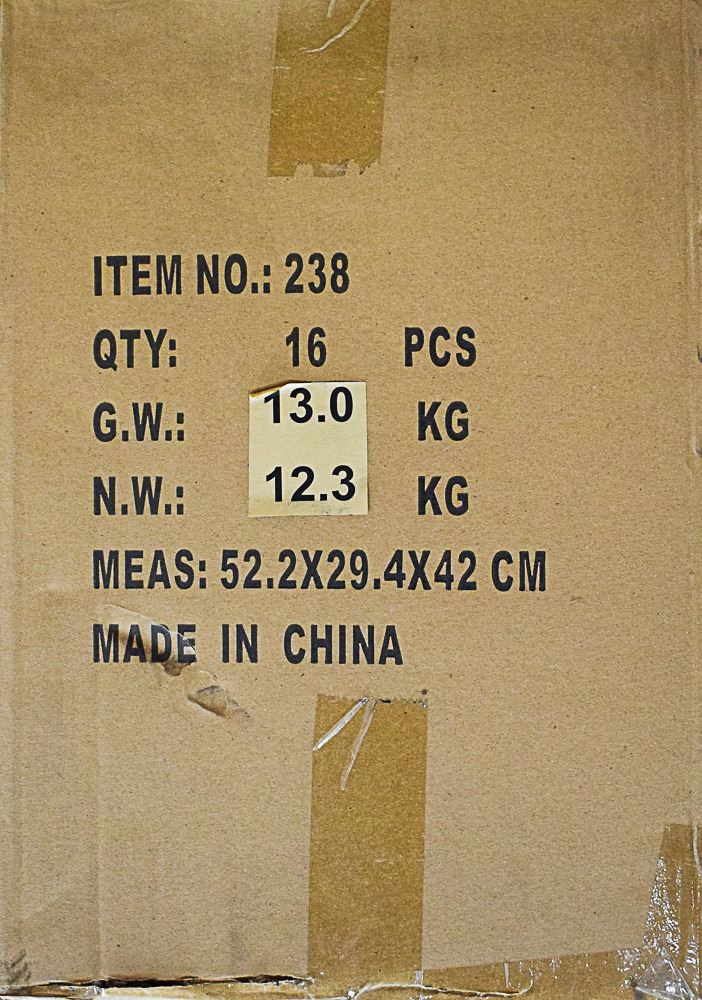 ITEM NO.: 238
QTY: 16 PCS
G.W.: 13.0 KG
N.W.: 12.3 KG
MEAS: 52.2X29.4X42 CM
MADE IN CHINA